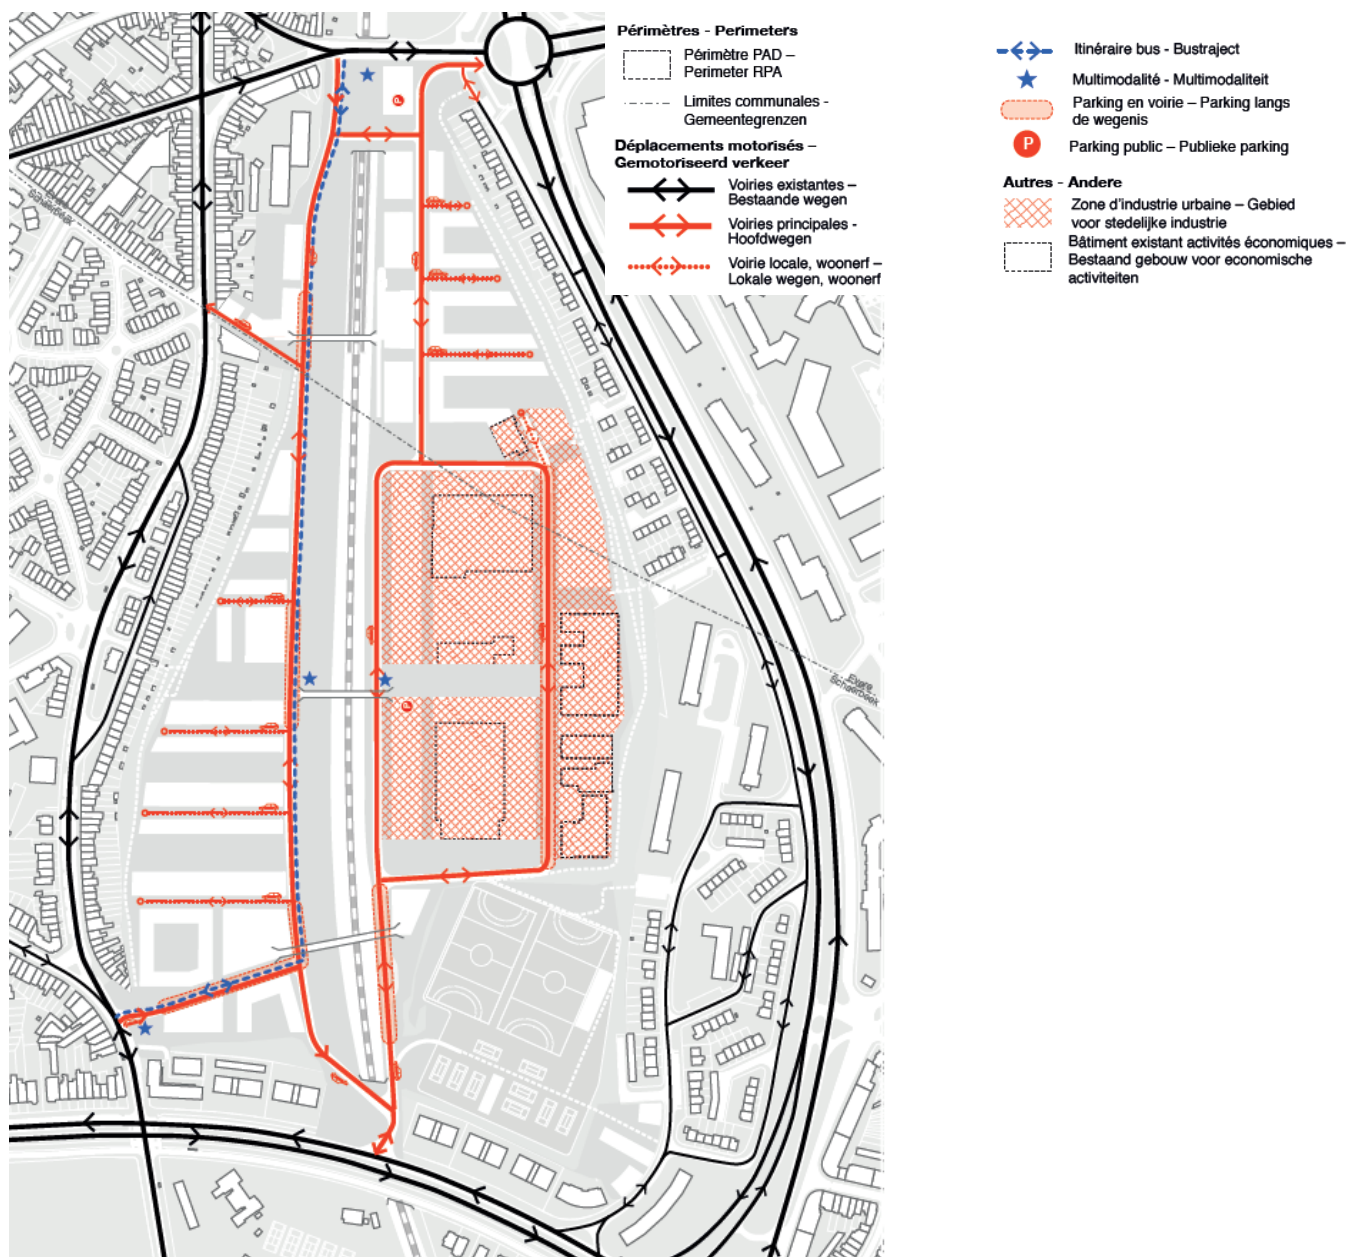 Périmètres - Perimeters
Périmètre PAD –
Perimeter RPA
Limites communales -
Gemeentegrenzen
Déplacements motorisés –
Gemotoriseerd verkeer
Voiries existantes –
Bestaande wegen
Voiries principales -
Hoofdwegen
Voirie locale, woonerf –
Lokale wegen, woonerf
Itinéraire bus - Bustraject
Multimodalité - Multimodaliteit
Parking en voirie – Parking langs
de wegenis
P
Parking public – Publieke parking
Autres - Andere
Zone d'industrie urbaine – Gebied
voor stedelijke industrie
Bâtiment existant activités économiques –
Bestaand gebouw voor economische
activiteiten
P
Evere
Schaerbeek
P
Evere
Schaerbeek